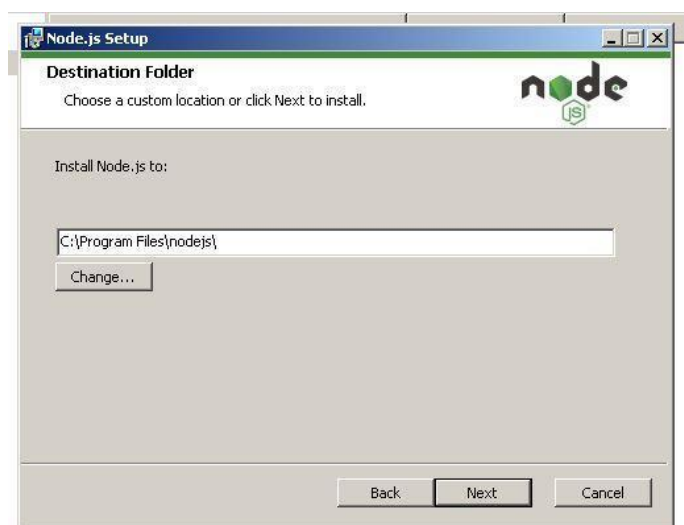 Node.js Setup
Destination Folder
Choose a custom location or click Next to install.
node
JS
Install Node.js to:
C:\Program Files\nodejs\
Change...
Back Next Cancel